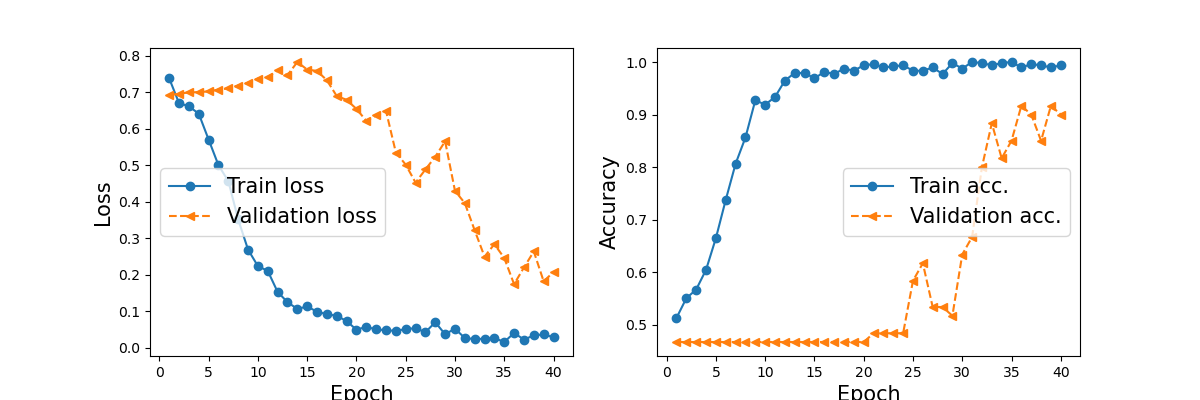 0.8
0.7
0.6
0.5
0.4
0.3
0.2
0.1
0.0
Loss
Train loss
Validation loss
0 5 10 15 20 25 30 35 40
Epoch
1.0
0.9
0.8
0.7
0.6
0.5
Accuracy
Train acc.
Validation acc.
0 5 10 15 20 25 30 35 40
Epoch